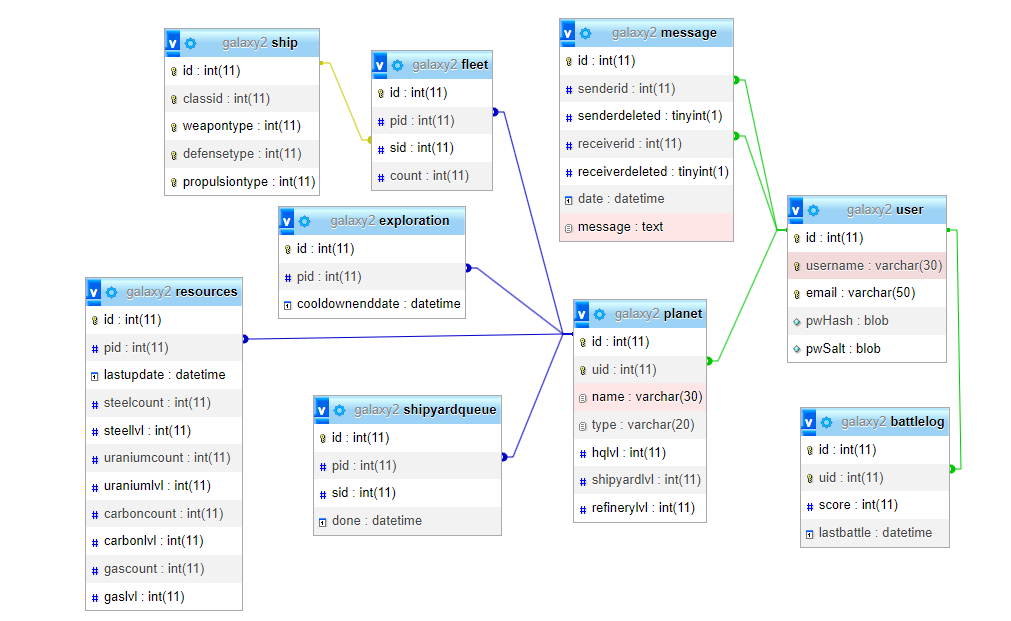 galaxy2 ship
id : int(11)
classid : int(11)
weapontype : int(11)
defensetype : int(11)
propulsiontype : int(11)
galaxy2 fleet
id : int(11)
pid : int(11)
sid : int(11)
count : int(11)
galaxy2 message
id : int(11)
senderid : int(11)
senderdeleted : tinyint(1)
receiverid : int(11)
receiverdeleted : tinyint(1)
date : datetime
message : text
galaxy2 user
id : int(11)
username : varchar(30)
email : varchar(50)
pwHash : blob
pwSalt : blob
galaxy2 exploration
id : int(11)
pid : int(11)
cooldownenddate : datetime
galaxy2 resources
id : int(11)
pid : int(11)
lastupdate : datetime
steelcount : int(11)
steellvl : int(11)
uraniumcount : int(11)
uraniumlvl : int(11)
carboncount : int(11)
carbonlvl : int(11)
gascount : int(11)
gaslvl : int(11)
galaxy2 planet
id : int(11)
uid : int(11)
name : varchar(30)
type : varchar(20)
hqlvl : int(11)
shipyardlvl : int(11)
refinerylvl : int(11)
galaxy2 shipyardqueue
id : int(11)
pid : int(11)
sid : int(11)
done : datetime
galaxy2 battlelog
id : int(11)
uid : int(11)
score : int(11)
lastbattle : datetime